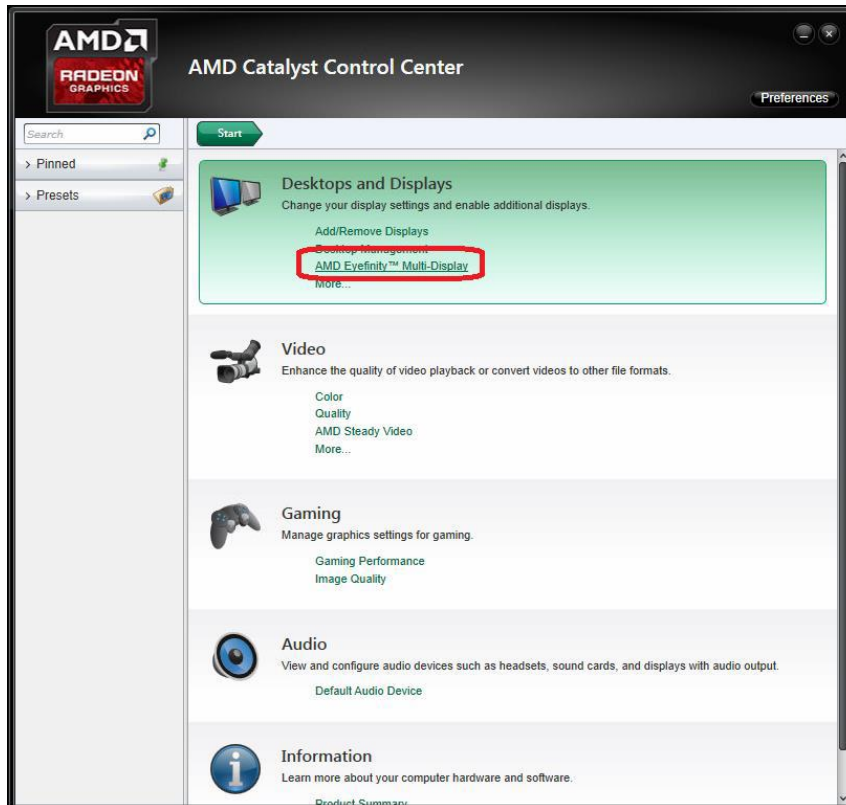 AMD
RADEON
GRAPHICS
AMD Catalyst Control Center
Preferences
Search
Start
> Pinned
> Presets
Desktops and Displays
Change your display settings and enable additional displays.
Add/Remove Displays
Desktop Management
AMD Eyefinity™ Multi-Display
More...
Video
Enhance the quality of video playback or convert videos to other file formats.
Color
Quality
AMD Steady Video
More...
Gaming
Manage graphics settings for gaming.
Gaming Performance
Image Quality
Audio
View and configure audio devices such as headsets, sound cards, and displays with audio output.
Default Audio Device
Information
Learn more about your computer hardware and software.
Product Summary